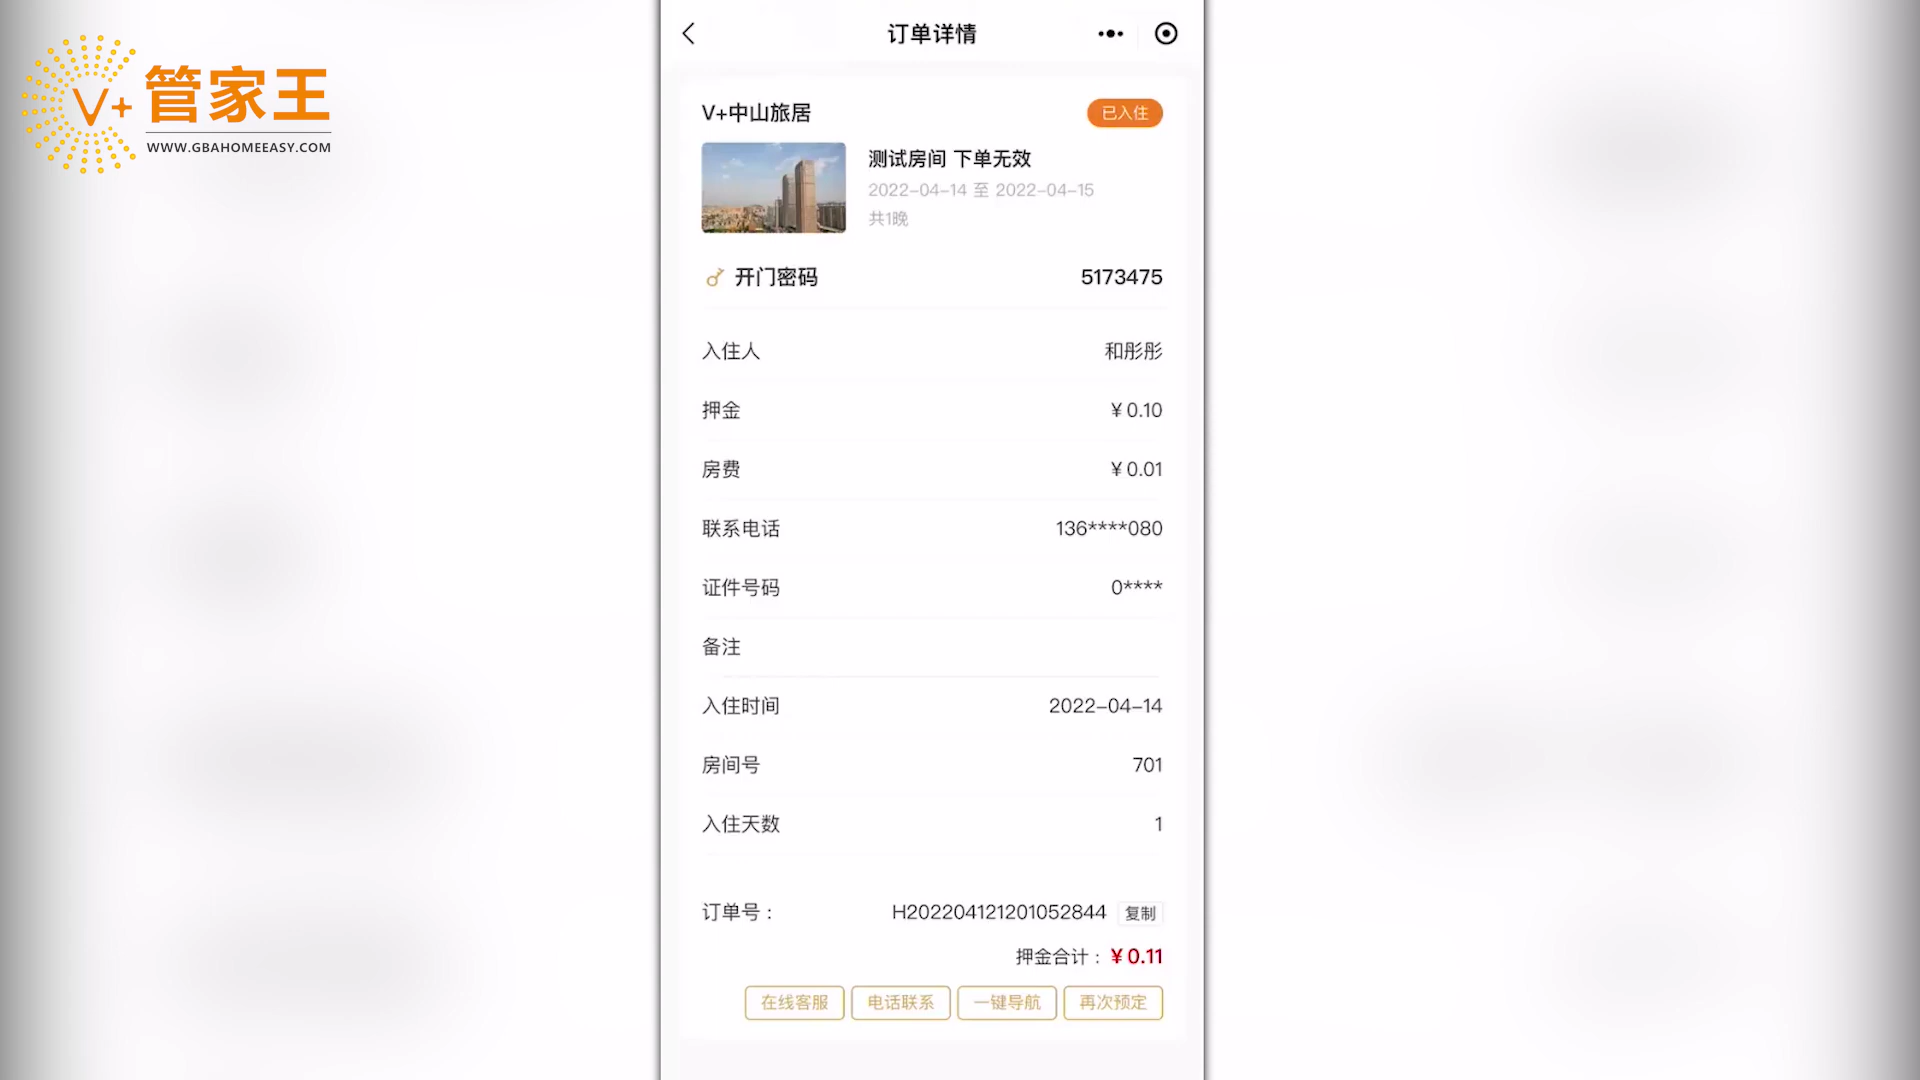 V+ 管家王
WWW.GBAHOMEEASY.COM
订单详情
V+中山旅居
已入住
测试房间 下单无效
2022-04-14 至 2022-04-15
共1晚
开门密码 5173475
入住人 和彤彤
押金 ¥0.10
房费 ¥0.01
联系电话 136****080
证件号码 0****
备注
入住时间 2022-04-14
房间号 701
入住天数 1
订单号： H202204121201052844 复制
押金合计：¥0.11
在线客服 电话联系 一键导航 再次预定